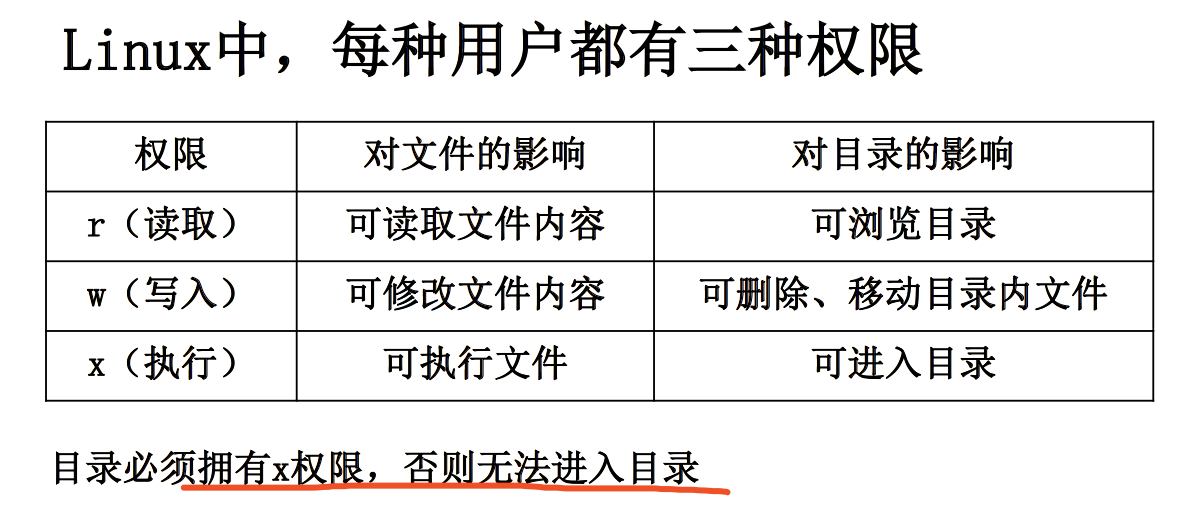 Linux中，每种用户都有三种权限
权限 对文件的影响 对目录的影响
r（读取） 可读取文件内容 可浏览目录
w（写入） 可修改文件内容 可删除、移动目录内文件
x（执行） 可执行文件 可进入目录
目录必须拥有x权限，否则无法进入目录